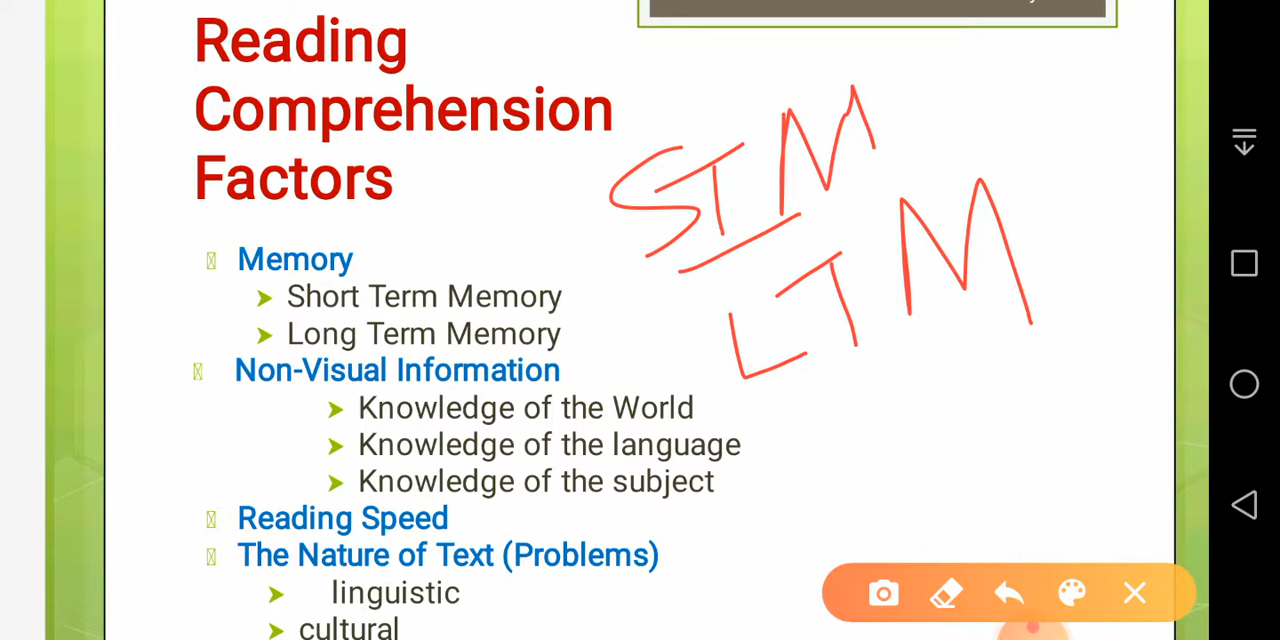 Reading
Comprehension
Factors
STM
LTM
Memory
Short Term Memory
Long Term Memory
Non-Visual Information
Knowledge of the World
Knowledge of the language
Knowledge of the subject
Reading Speed
The Nature of Text (Problems)
linguistic
cultural